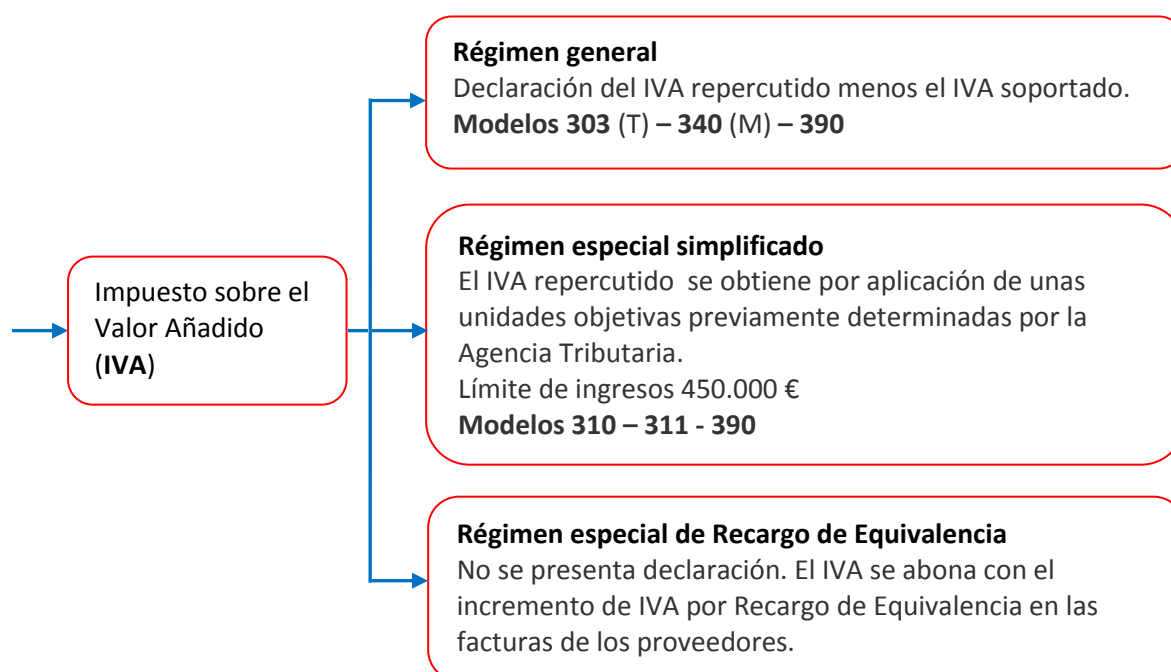 Régimen general
Declaración del IVA repercutido menos el IVA soportado.
Modelos 303 (T) – 340 (M) – 390
Impuesto sobre el
Valor Añadido
(IVA)
Régimen especial simplificado
El IVA repercutido  se obtiene por aplicación de unas
unidades objetivas previamente determinadas por la
Agencia Tributaria.
Límite de ingresos 450.000 €
Modelos 310 – 311 - 390
Régimen especial de Recargo de Equivalencia
No se presenta declaración. El IVA se abona con el
incremento de IVA por Recargo de Equivalencia en las
facturas de los proveedores.